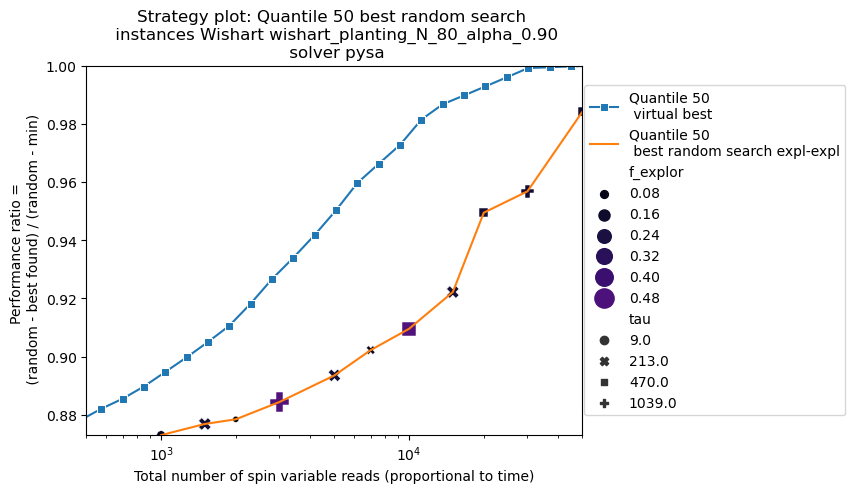 Strategy plot: Quantile 50 best random search
instances Wishart wishart_planting_N_80_alpha_0.90
solver pysa
Performance ratio =
(random - best found) / (random - min)
1.00
0.98
0.96
0.94
0.92
0.90
0.88
10^3
10^4
Total number of spin variable reads (proportional to time)
Quantile 50
virtual best
Quantile 50
best random search expl-expl
f_explor
0.08
0.16
0.24
0.32
0.40
0.48
tau
9.0
213.0
470.0
1039.0